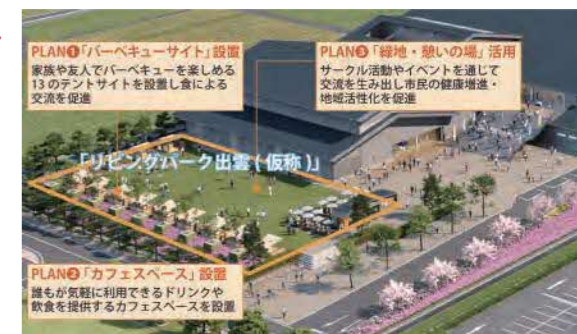 PLAN❶「バーベキューサイト」設置
家族や友人でバーベキューを楽しめる
13のテントサイトを設置し食による
交流を促進
PLAN❸「緑地・憩いの場」活用
サークル活動やイベントを通じて
交流を生み出し市民の健康増進・
地域活性化を促進
「リビングパーク出雲(仮称)」
PLAN❷「カフェスペース」設置
誰もが気軽に利用できるドリンクや
飲食を提供するカフェスペースを設置